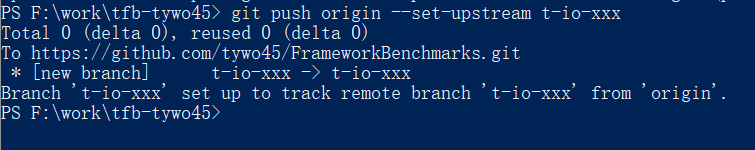 PS F:\work\tfb-tywo45> git push origin --set-upstream t-io-xxx
Total 0 (delta 0), reused 0 (delta 0)
To https://github.com/tywo45/FrameworkBenchmarks.git
 * [new branch]      t-io-xxx -> t-io-xxx
Branch 't-io-xxx' set up to track remote branch 't-io-xxx' from 'origin'.
PS F:\work\tfb-tywo45>